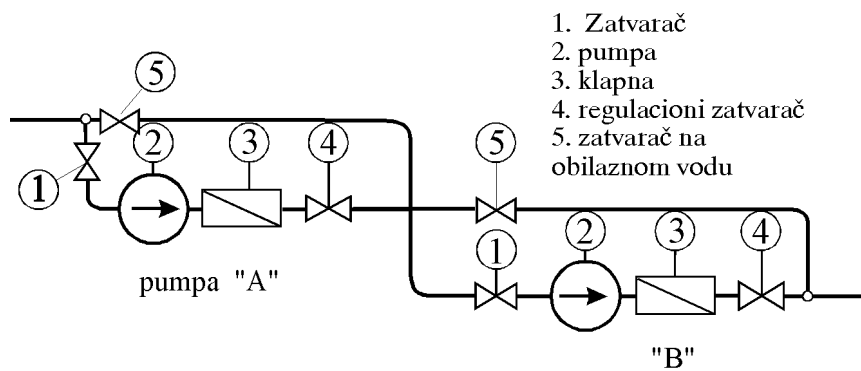 1. Zatvarač
2. pumpa
3. klapna
4. regulacioni zatvarač
5. zatvarač na
obilaznom vodu
5
2 3 4
1
5
pumpa "A"
1
2 3 4
"B"